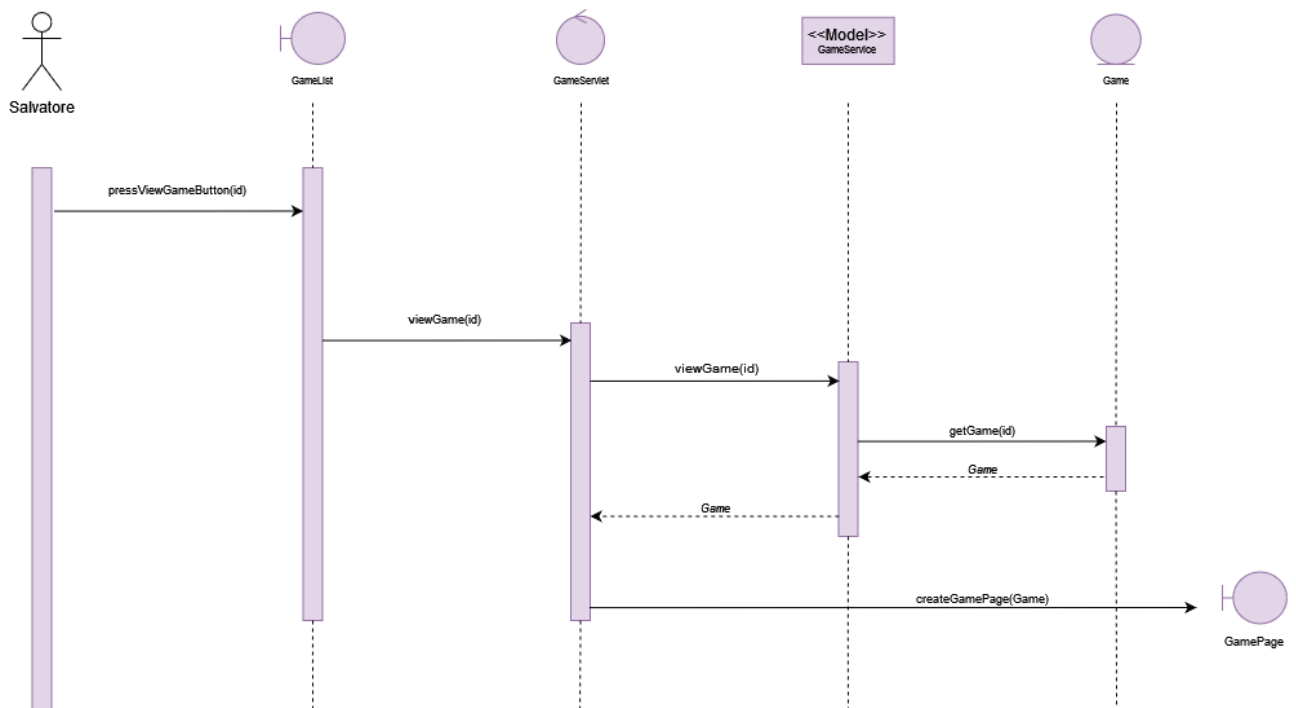 Salvatore
GameList
GameServlet
<<Model>>
GameService
Game
pressViewGameButton(id)
viewGame(id)
viewGame(id)
getGame(id)
Game
Game
createGamePage(Game)
GamePage